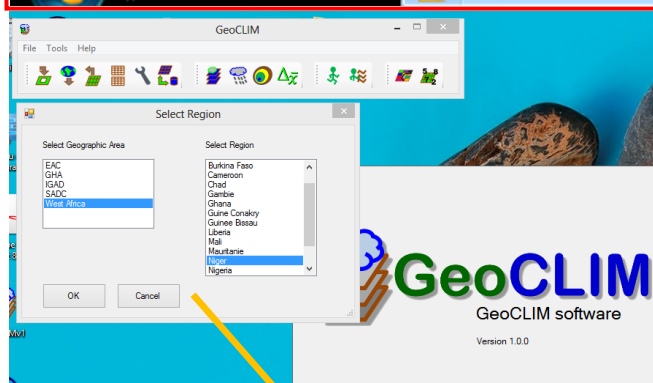 GeoCLIM
File Tools Help
Select Region
Select Geographic Area
EAC
GHA
IGAD
SADC
West Africa
Select Region
Burkina Faso
Cameroon
Chad
Gambie
Ghana
Guine Conakry
Guinee Bissau
Liberia
Mali
Mauritanie
Niger
Nigeria
OK Cancel
GeoCLIM
GeoCLIM software
Version 1.0.0